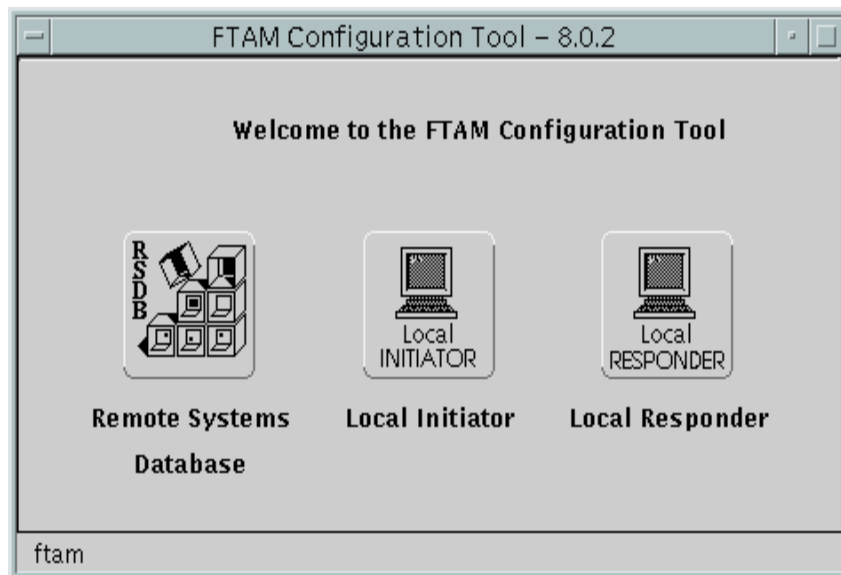 FTAM Configuration Tool – 8.0.2
Welcome to the FTAM Configuration Tool
RSDB
Local
INITIATOR
Local
RESPONDER
Remote Systems
Database
Local Initiator
Local Responder
ftam